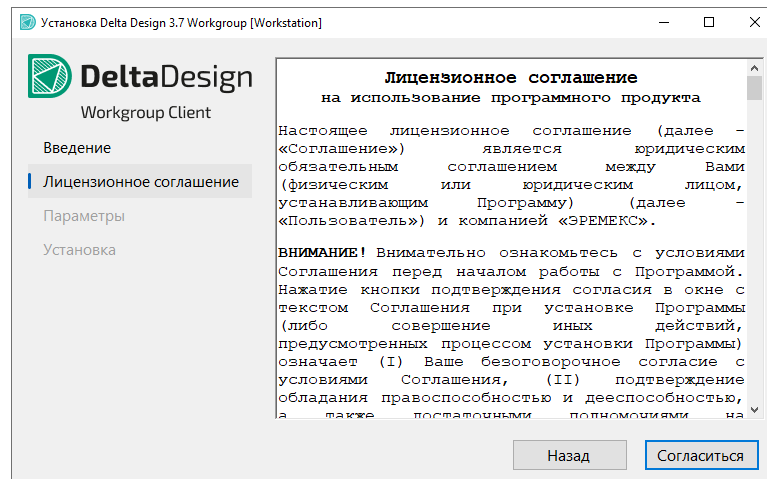 Установка Delta Design 3.7 Workgroup [Workstation]
DeltaDesign
Workgroup Client
Введение
Лицензионное соглашение
Параметры
Установка
Лицензионное соглашение
на использование программного продукта
Настоящее лицензионное соглашение (далее –
«Соглашение») является юридическим
обязательным соглашением между Вами
(физическим или юридическим лицом,
устанавливающим Программу) (далее –
«Пользователь») и компанией «ЭРЕМЕКС».
ВНИМАНИЕ! Внимательно ознакомьтесь с условиями
Соглашения перед началом работы с Программой.
Нажатие кнопки подтверждения согласия в окне с
текстом Соглашения при установке Программы
(либо совершение иных действий,
предусмотренных процессом установки Программы)
означает (I) Ваше безоговорочное согласие с
условиями Соглашения, (II) подтверждение
обладания правоспособностью и дееспособностью,
а также достаточными полномочиями на
Назад
Согласиться